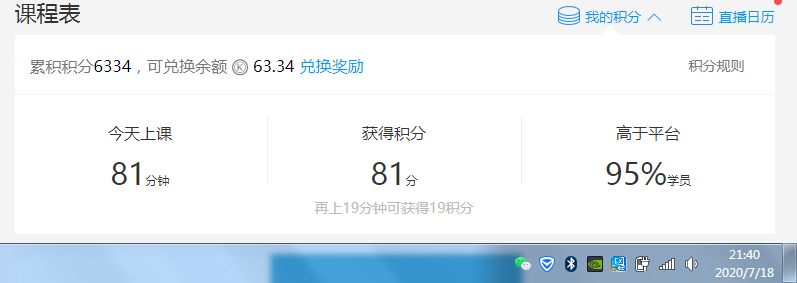 课程表 我的积分 直播日历
累积积分6334，可兑换余额 K 63.34 兑换奖励 积分规则
今天上课 获得积分 高于平台
81分钟 81分 95%学员
再上19分钟可获得19积分
21:40
2020/7/18